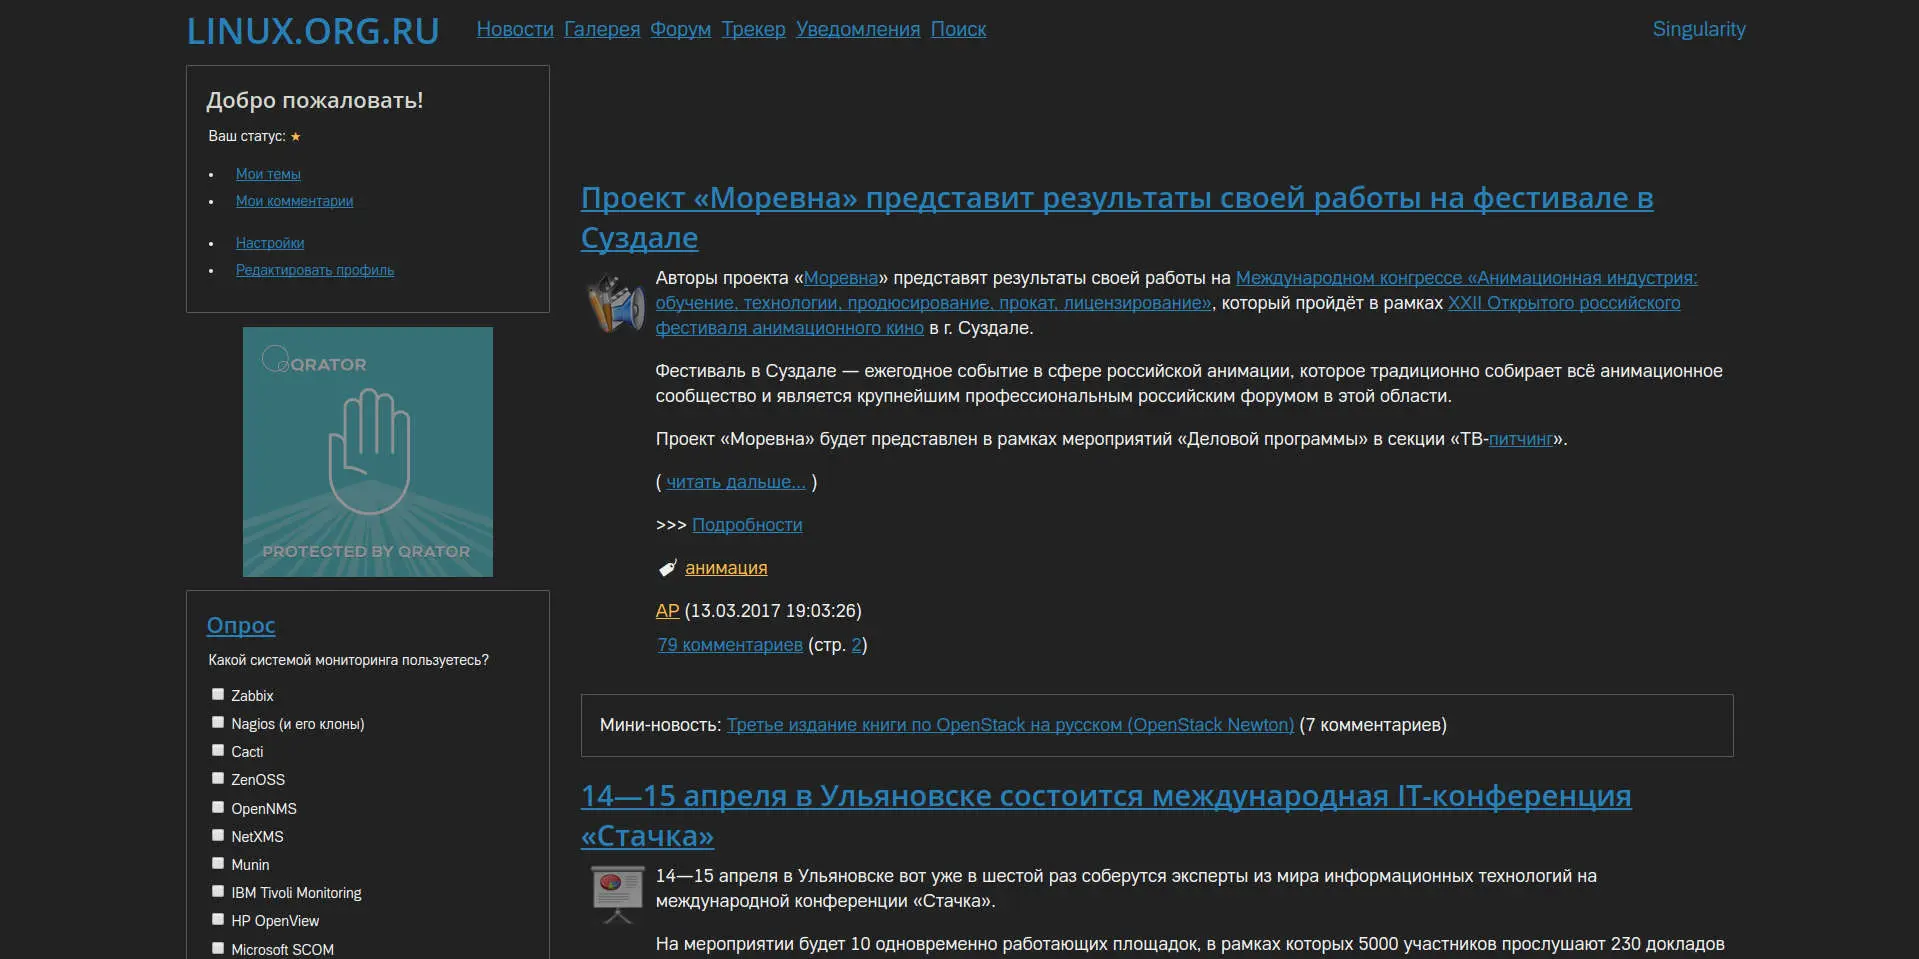 LINUX.ORG.RU
Новости Галерея Форум Трекер Уведомления Поиск
Singularity
Добро пожаловать!
Ваш статус: ★
Мои темы
Мои комментарии
Настройки
Редактировать профиль
QRATOR
PROTECTED BY QRATOR
Опрос
Какой системой мониторинга пользуетесь?
Zabbix
Nagios (и его клоны)
Cacti
ZenOSS
OpenNMS
NetXMS
Munin
IBM Tivoli Monitoring
HP OpenView
Microsoft SCOM
Проект «Моревна» представит результаты своей работы на фестивале в
Суздале
Авторы проекта «Моревна» представят результаты своей работы на Международном конгрессе «Анимационная индустрия:
обучение, технологии, продюсирование, прокат, лицензирование», который пройдёт в рамках XXII Открытого российского
фестиваля анимационного кино в г. Суздале.
Фестиваль в Суздале — ежегодное событие в сфере российской анимации, которое традиционно собирает всё анимационное
сообщество и является крупнейшим профессиональным российским форумом в этой области.
Проект «Моревна» будет представлен в рамках мероприятий «Деловой программы» в секции «ТВ-питчинг».
( читать дальше... )
>>> Подробности
анимация
AP (13.03.2017 19:03:26)
79 комментариев (стр. 2)
Мини-новость: Третье издание книги по OpenStack на русском (OpenStack Newton) (7 комментариев)
14—15 апреля в Ульяновске состоится международная IT-конференция
«Стачка»
14—15 апреля в Ульяновске вот уже в шестой раз соберутся эксперты из мира информационных технологий на
международной конференции «Стачка».
На мероприятии будет 10 одновременно работающих площадок, в рамках которых 5000 участников прослушают 230 докладов